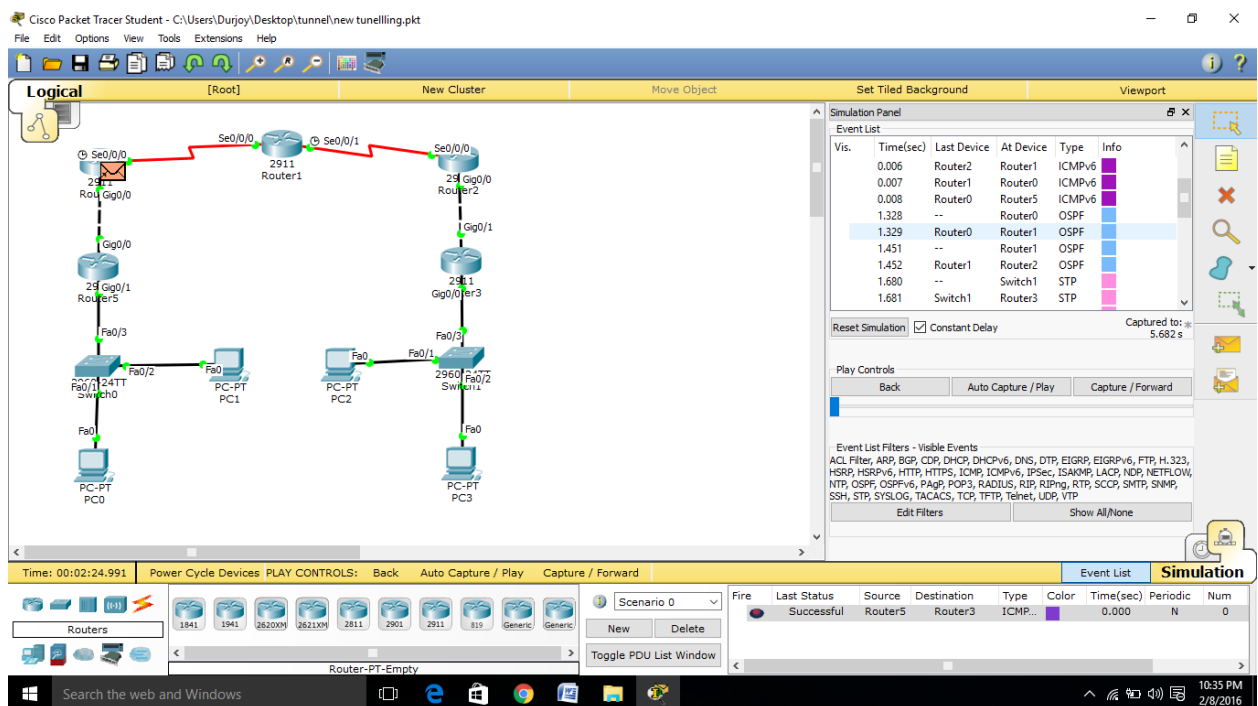 Cisco Packet Tracer Student - C:\Users\Durjoy\Desktop\tunnel\new tunellling.pkt
File Edit Options View Tools Extensions Help
Logical [Root] New Cluster Move Object Set Tiled Background Viewport
Se0/0/0
2911
Gig0/0
Se0/0/0
Se0/0/1
2911
Router1
Se0/0/0
Gig0/0
Router2
Gig0/0
Gig0/1
Router5
Gig0/1
2911
Gig0/0
Fa0/3
Fa0/2
Fa0/1
Fa0
PC-PT
PC1
Fa0
PC-PT
PC0
Fa0
PC-PT
PC2
Fa0/1
Fa0/3
Fa0/2
Fa0
PC-PT
PC3
Simulation Panel
Event List
Vis. Time(sec) Last Device At Device Type Info
0.006 Router2 Router1 ICMPv6
0.007 Router1 Router0 ICMPv6
0.008 Router0 Router5 ICMPv6
1.328 -- Router0 OSPF
1.329 Router0 Router1 OSPF
1.451 -- Router1 OSPF
1.452 Router1 Router2 OSPF
1.680 -- Switch1 STP
1.681 Switch1 Router3 STP
Reset Simulation Constant Delay Captured to: *
5.682 s
Play Controls
Back Auto Capture / Play Capture / Forward
Event List Filters - Visible Events
ACL Filter, ARP, BGP, CDP, DHCP, DHCPv6, DNS, DTP, EIGRP, EIGRPv6, FTP, H.323,
HSRP, HSRPv6, HTTP, HTTPS, ICMP, ICMPv6, IPSec, ISAKMP, LACP, NDP, NETFLOW,
NTP, OSPF, OSPFv6, PAgP, POP3, RADIUS, RIP, RIPng, RTP, SCCP, SMTP, SNMP,
SSH, STP, SYSLOG, TACACS, TCP, TFTP, Telnet, UDP, VTP
Edit Filters Show All/None
Time: 00:02:24.991 Power Cycle Devices PLAY CONTROLS: Back Auto Capture / Play Capture / Forward Event List Simulation
Routers
1841 1941 2620XM 2621XM 2811 2901 2911 819 Generic Generic
Router-PT-Empty
Scenario 0
New Delete
Toggle PDU List Window
Fire Last Status Source Destination Type Color Time(sec) Periodic Num
Successful Router5 Router3 ICMP... 0.000 N 0
Search the web and Windows
10:35 PM
2/8/2016